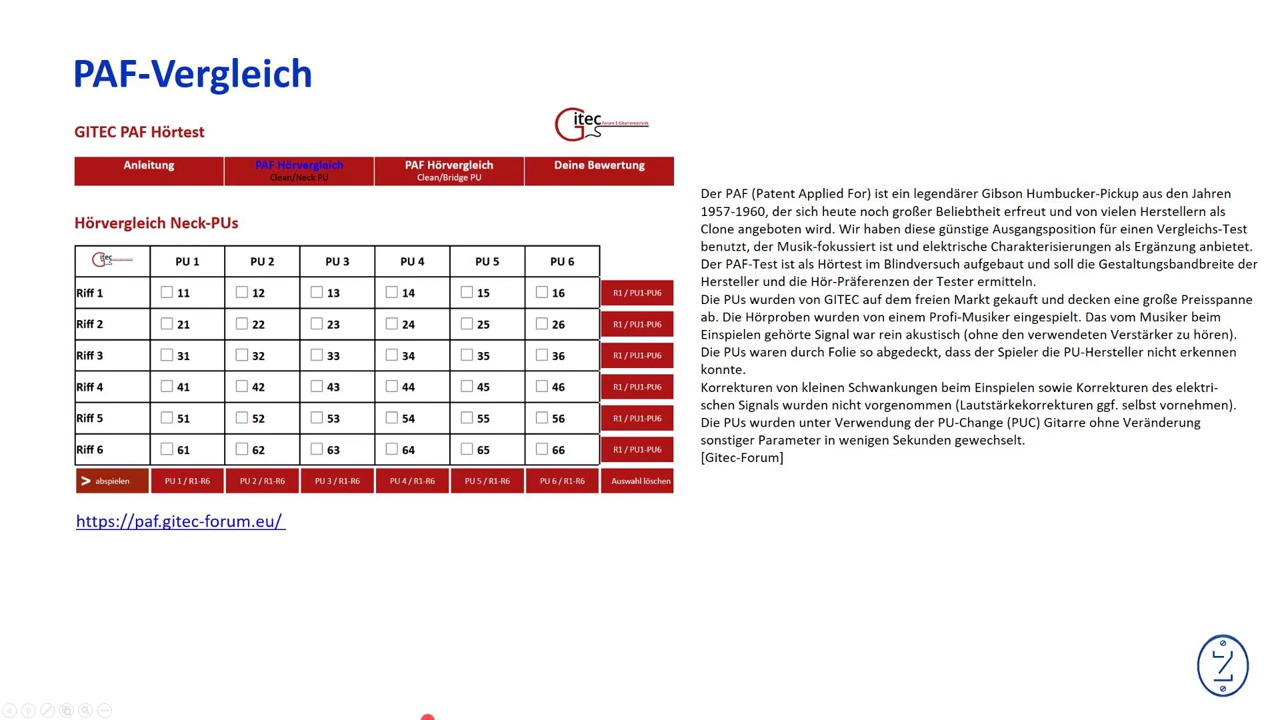 PAF-Vergleich
GITEC PAF Hörtest
Gitec
Forum E-Gitarrentechnik
Anleitung
PAF Hörvergleich
Clean/Neck PU
PAF Hörvergleich
Clean/Bridge PU
Deine Bewertung
Hörvergleich Neck-PUs
Gitec PU 1 PU 2 PU 3 PU 4 PU 5 PU 6
Riff 1 11 12 13 14 15 16 R1 / PU1-PU6
Riff 2 21 22 23 24 25 26 R1 / PU1-PU6
Riff 3 31 32 33 34 35 36 R1 / PU1-PU6
Riff 4 41 42 43 44 45 46 R1 / PU1-PU6
Riff 5 51 52 53 54 55 56 R1 / PU1-PU6
Riff 6 61 62 63 64 65 66 R1 / PU1-PU6
> abspielen PU 1 / R1-R6 PU 2 / R1-R6 PU 3 / R1-R6 PU 4 / R1-R6 PU 5 / R1-R6 PU 6 / R1-R6 Auswahl löschen
https://paf.gitec-forum.eu/
Der PAF (Patent Applied For) ist ein legendärer Gibson Humbucker-Pickup aus den Jahren
1957-1960, der sich heute noch großer Beliebtheit erfreut und von vielen Herstellern als
Clone angeboten wird. Wir haben diese günstige Ausgangsposition für einen Vergleichs-Test
benutzt, der Musik-fokussiert ist und elektrische Charakterisierungen als Ergänzung anbietet.
Der PAF-Test ist als Hörtest im Blindversuch aufgebaut und soll die Gestaltungsbandbreite der
Hersteller und die Hör-Präferenzen der Tester ermitteln.
Die PUs wurden von GITEC auf dem freien Markt gekauft und decken eine große Preisspanne
ab. Die Hörproben wurden von einem Profi-Musiker eingespielt. Das vom Musiker beim
Einspielen gehörte Signal war rein akustisch (ohne den verwendeten Verstärker zu hören).
Die PUs waren durch Folie so abgedeckt, dass der Spieler die PU-Hersteller nicht erkennen
konnte.
Korrekturen von kleinen Schwankungen beim Einspielen sowie Korrekturen des elektri-
schen Signals wurden nicht vorgenommen (Lautstärkekorrekturen ggf. selbst vornehmen).
Die PUs wurden unter Verwendung der PU-Change (PUC) Gitarre ohne Veränderung
sonstiger Parameter in wenigen Sekunden gewechselt.
[Gitec-Forum]